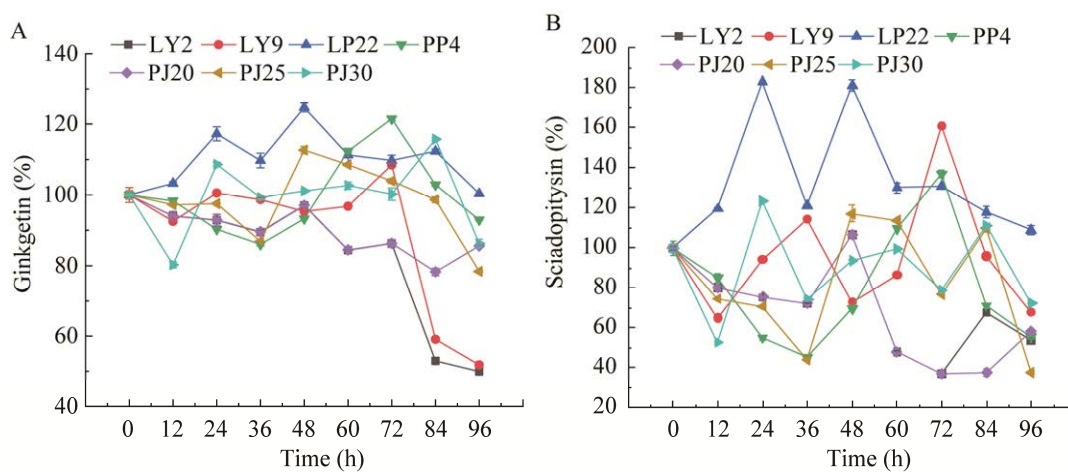 A
LY2 LY9 LP22 PP4
PJ20 PJ25 PJ30
Ginkgetin (%)
140
120
100
80
60
40
0 12 24 36 48 60 72 84 96
Time (h)
B
LY2 LY9 LP22 PP4
PJ20 PJ25 PJ30
Sciadopitysin (%)
200
180
160
140
120
100
80
60
40
20
0 12 24 36 48 60 72 84 96
Time (h)